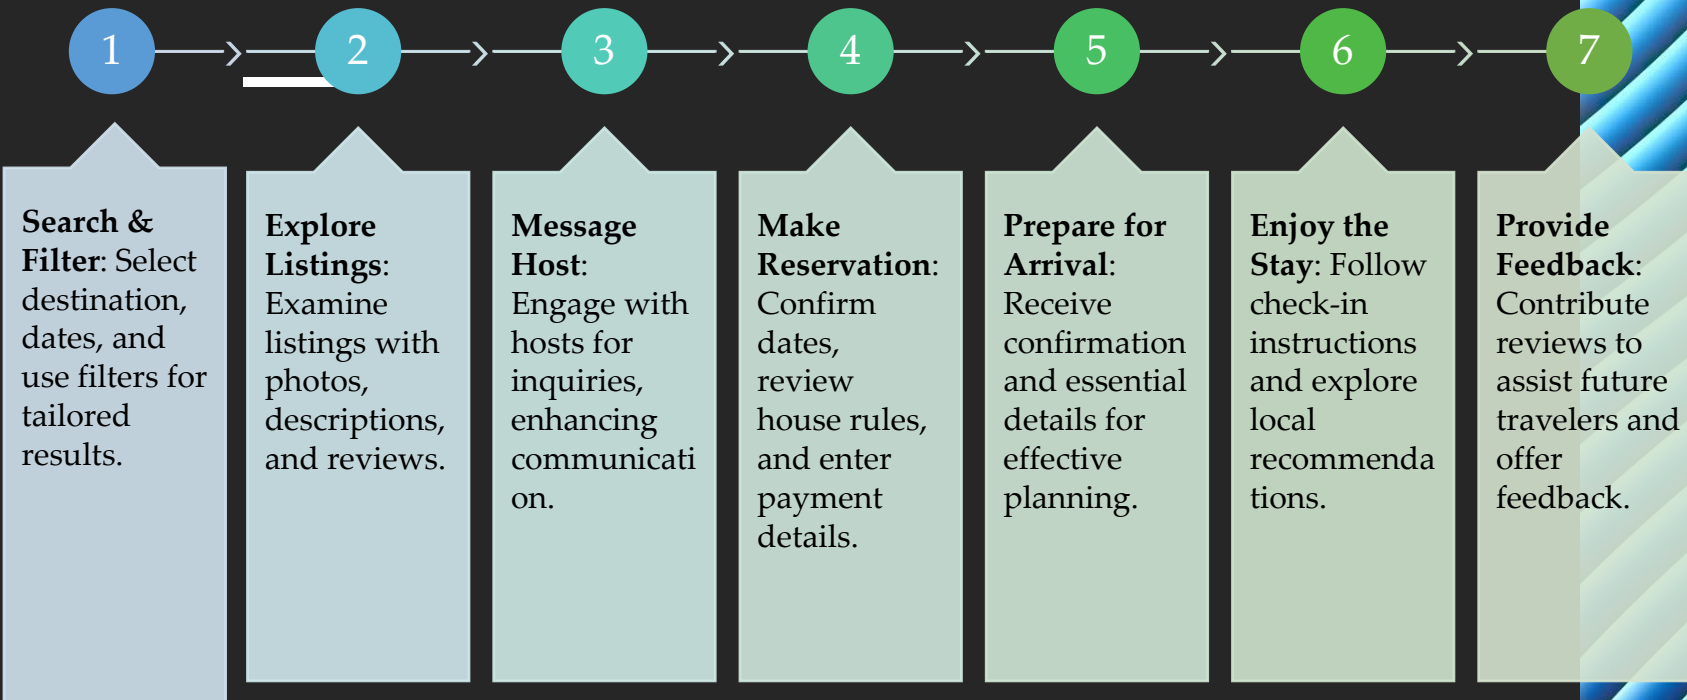 1
2
3
4
5
6
7
Search &
Filter: Select
destination,
dates, and
use filters for
tailored
results.
Explore
Listings:
Examine
listings with
photos,
descriptions,
and reviews.
Message
Host:
Engage with
hosts for
inquiries,
enhancing
communicati
on.
Make
Reservation:
Confirm
dates,
review
house rules,
and enter
payment
details.
Prepare for
Arrival:
Receive
confirmation
and essential
details for
effective
planning.
Enjoy the
Stay: Follow
check-in
instructions
and explore
local
recommenda
tions.
Provide
Feedback:
Contribute
reviews to
assist future
travelers and
offer
feedback.